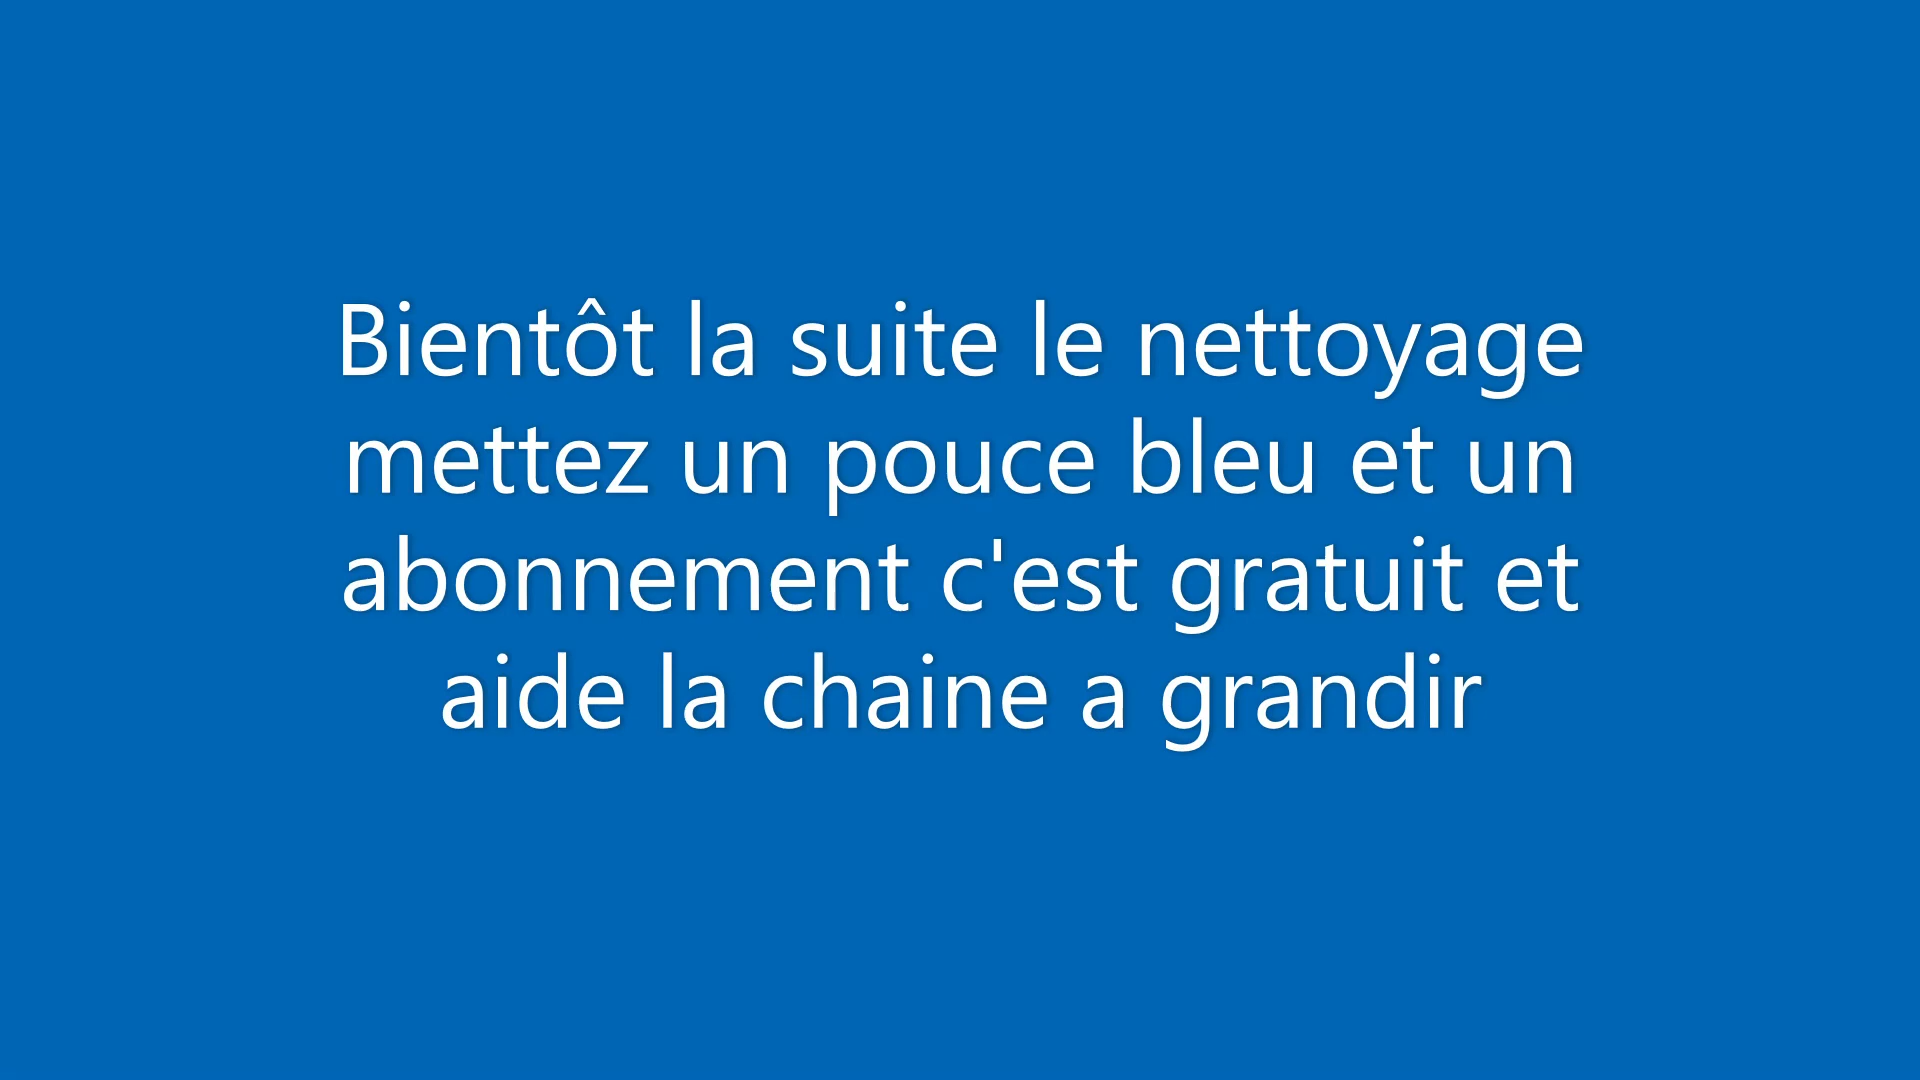 Bientôt la suite le nettoyage
mettez un pouce bleu et un
abonnement c'est gratuit et
aide la chaine a grandir